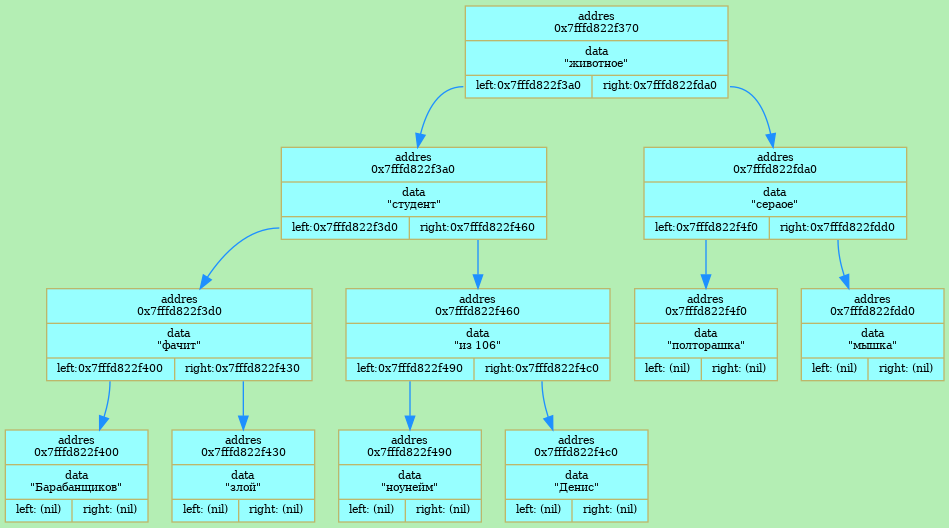 addres
0x7fffd822f370
data
"животное"
left:0x7fffd822f3a0 right:0x7fffd822fda0
addres
0x7fffd822f3a0
data
"студент"
left:0x7fffd822f3d0 right:0x7fffd822f460
addres
0x7fffd822fda0
data
"сераое"
left:0x7fffd822f4f0 right:0x7fffd822fdd0
addres
0x7fffd822f3d0
data
"фачит"
left:0x7fffd822f400 right:0x7fffd822f430
addres
0x7fffd822f460
data
"из 106"
left:0x7fffd822f490 right:0x7fffd822f4c0
addres
0x7fffd822f4f0
data
"полторашка"
left: (nil) right: (nil)
addres
0x7fffd822fdd0
data
"мышка"
left: (nil) right: (nil)
addres
0x7fffd822f400
data
"Барабанщиков"
left: (nil) right: (nil)
addres
0x7fffd822f430
data
"злой"
left: (nil) right: (nil)
addres
0x7fffd822f490
data
"ноунейм"
left: (nil) right: (nil)
addres
0x7fffd822f4c0
data
"Денис"
left: (nil) right: (nil)